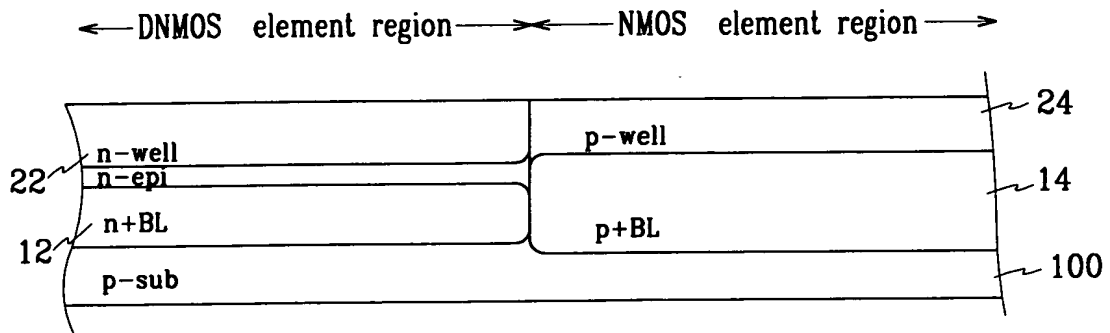 DNMOS element region NMOS element region
24
p-well
n-well
22
n-epi
14
n+BL
p+BL
12
p-sub
100